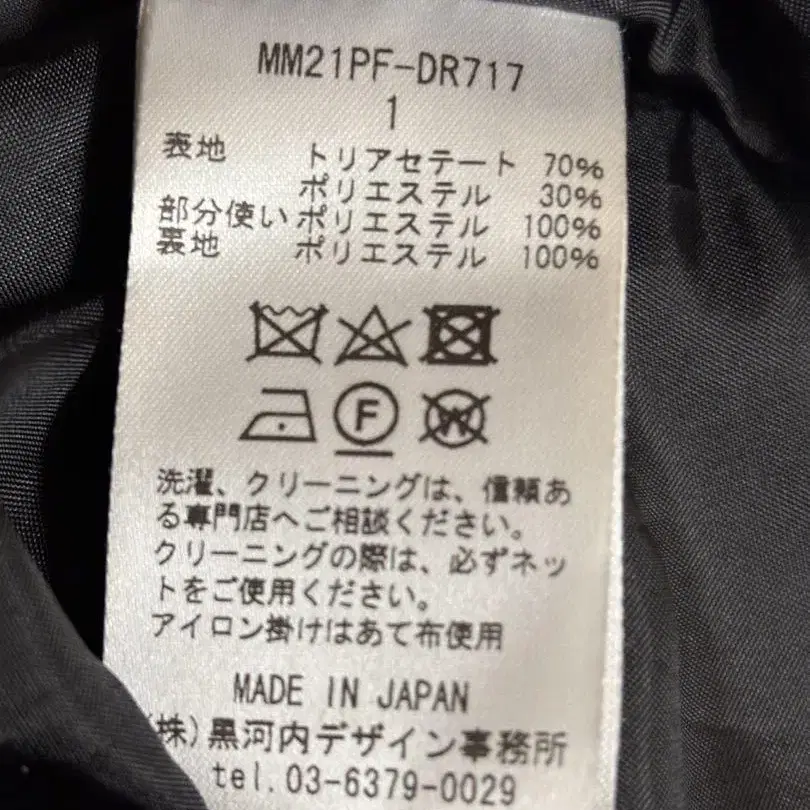 MM21PF-DR717
1
表地 トリアセテート 70%
ポリエステル 30%
部分使い ポリエステル 100%
裏地 ポリエステル 100%
F W
洗濯、クリーニングは、信頼あ
る専門店へご相談ください。
クリーニングの際は、必ずネッ
トをご使用ください。
アイロン掛けはあて布使用
MADE IN JAPAN
(株)黒河内デザイン事務所
tel.03-6379-0029